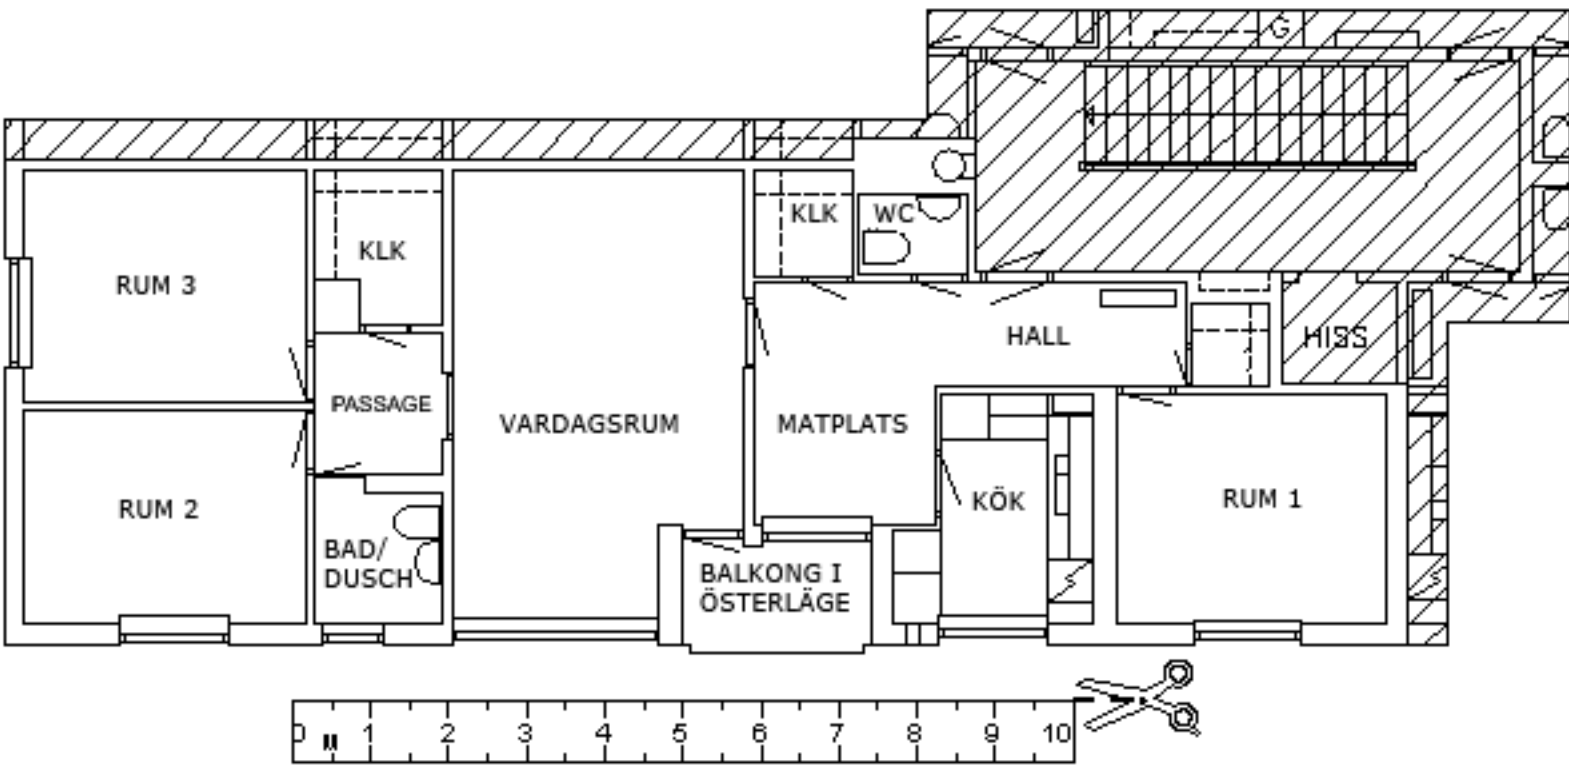 G
KLK
WC
KLK
RUM 3
HALL
HISS
PASSAGE
VARDAGSRUM
MATPLATS
RUM 2
KÖK
RUM 1
BAD/
DUSCH
BALKONG I
ÖSTERLÄGE
0 M 1 2 3 4 5 6 7 8 9 10